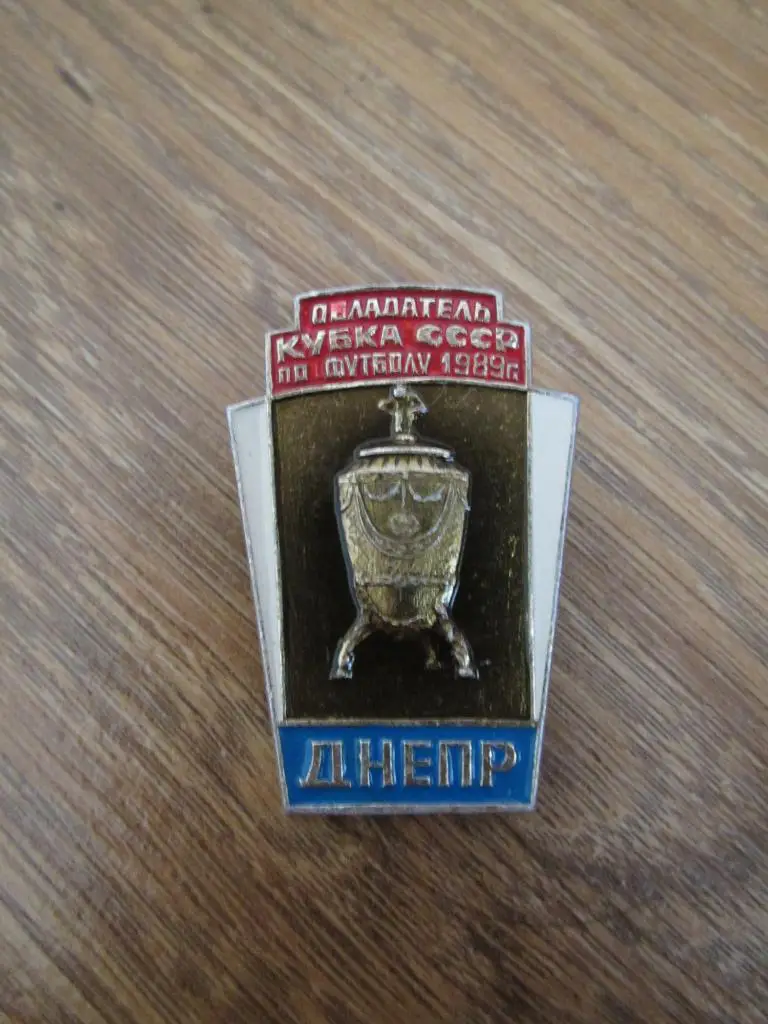 ОБЛАДАТЕЛЬ
КУБКА СССР
ПО ФУТБОЛУ 1989г.
ДНЕПР